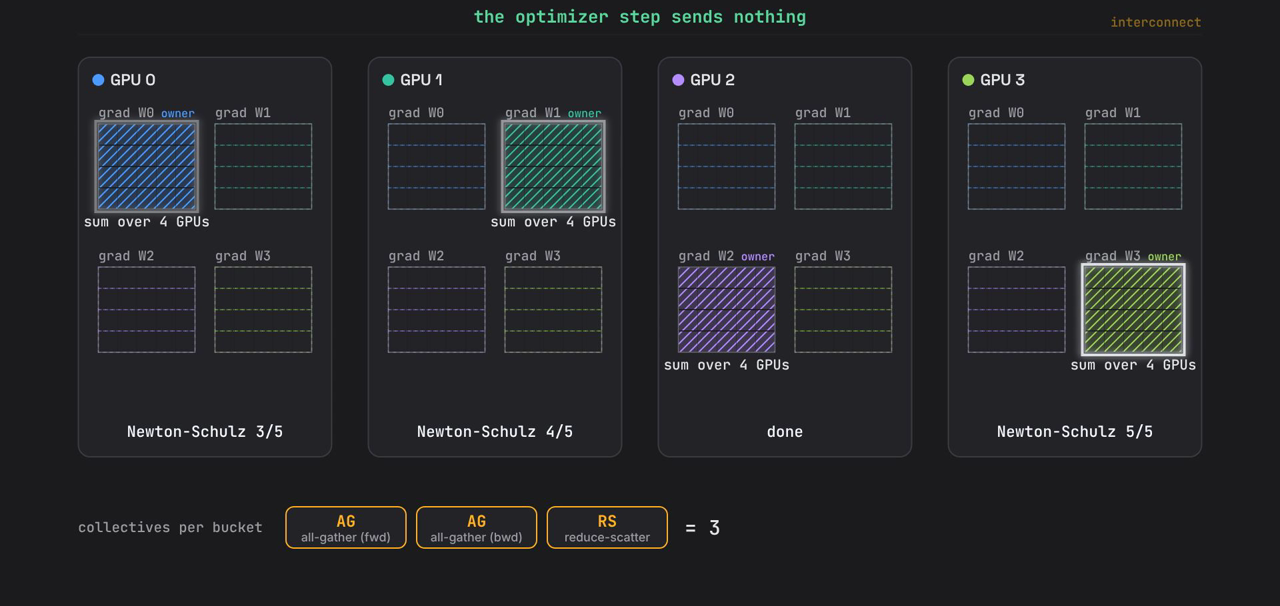 the optimizer step sends nothing
interconnect
GPU 0
grad W0 owner
grad W1
sum over 4 GPUs
grad W2
grad W3
Newton-Schulz 3/5
GPU 1
grad W0
grad W1 owner
sum over 4 GPUs
grad W2
grad W3
Newton-Schulz 4/5
GPU 2
grad W0
grad W1
grad W2 owner
grad W3
sum over 4 GPUs
done
GPU 3
grad W0
grad W1
grad W2
grad W3 owner
sum over 4 GPUs
Newton-Schulz 5/5
collectives per bucket
AG
all-gather (fwd)
AG
all-gather (bwd)
RS
reduce-scatter
= 3